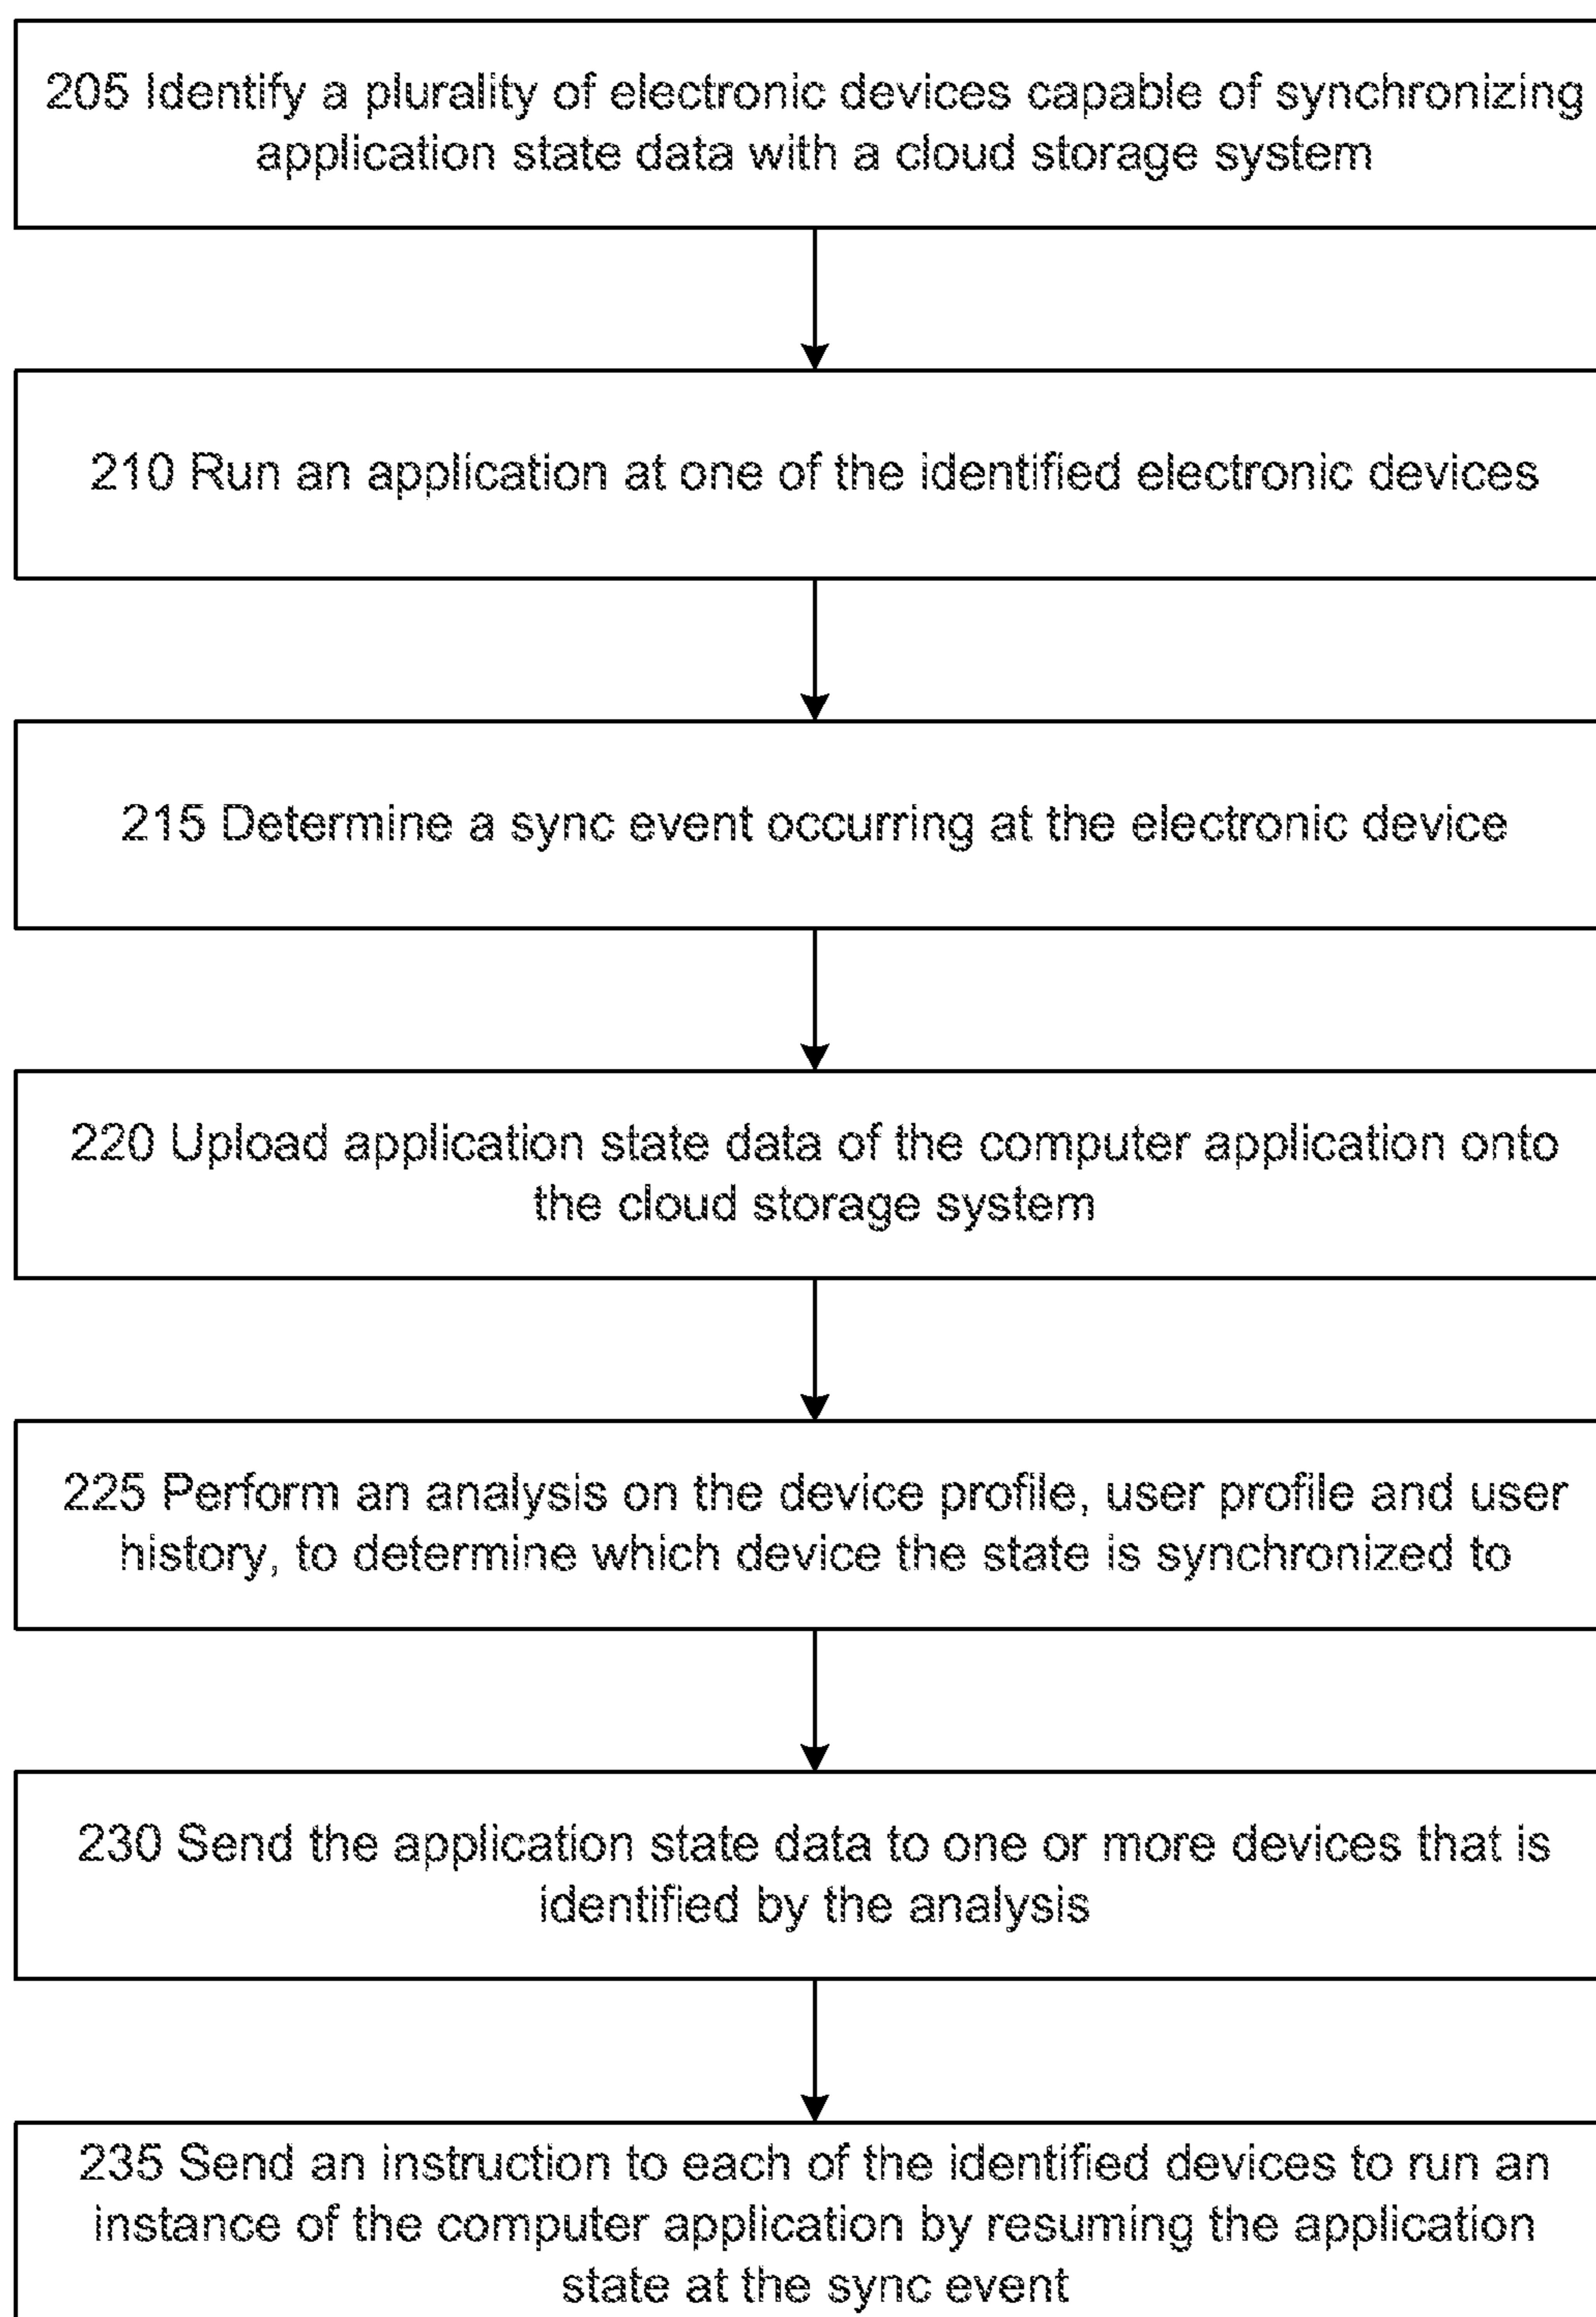 205 Identify a plurality of electronic devices capable of synchronizing
application state data with a cloud storage system
210 Run an application at one of the identified electronic devices
215 Determine a sync event occurring at the electronic device
220 Upload application state data of the computer application onto
the cloud storage system
225 Perform an analysis on the device profile, user profile and user
history, to determine which device the state is synchronized to
230 Send the application state data to one or more devices that is
identified by the analysis
235 Send an instruction to each of the identified devices to run an
instance of the computer application by resuming the application
state at the sync event